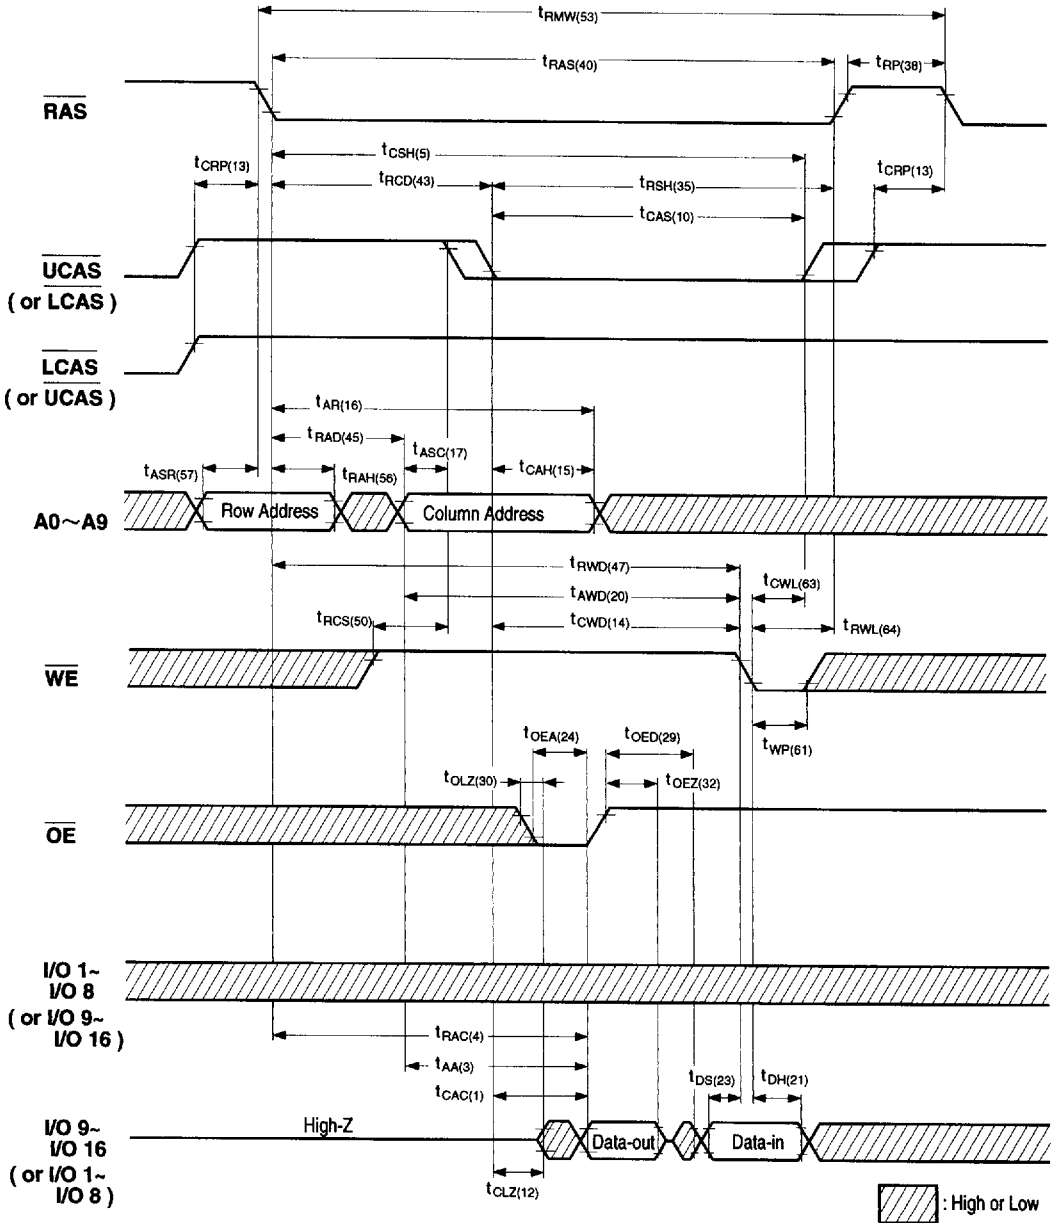 tRMW(53)
tRAS(40)
tRP(38)
RAS
tCSH(5)
tCRP(13)
tRCD(43)
tRSH(35)
tCRP(13)
tCAS(10)
UCAS
( or LCAS )
LCAS
( or UCAS )
tAR(16)
tRAD(45)
tASC(17)
tASR(57)
tRAH(56)
tCAH(15)
A0~A9
Row Address
Column Address
tRWD(47)
tCWL(63)
tAWD(20)
tRCS(50)
tCWD(14)
tRWL(64)
WE
tOEA(24)
tOED(29)
tWP(61)
tOLZ(30)
tOEZ(32)
OE
I/O 1~
I/O 8
( or I/O 9~
I/O 16 )
tRAC(4)
tAA(3)
tDS(23)
tDH(21)
tCAC(1)
I/O 9~
I/O 16
( or I/O 1~
I/O 8 )
High-Z
Data-out
Data-in
tCLZ(12)
: High or Low